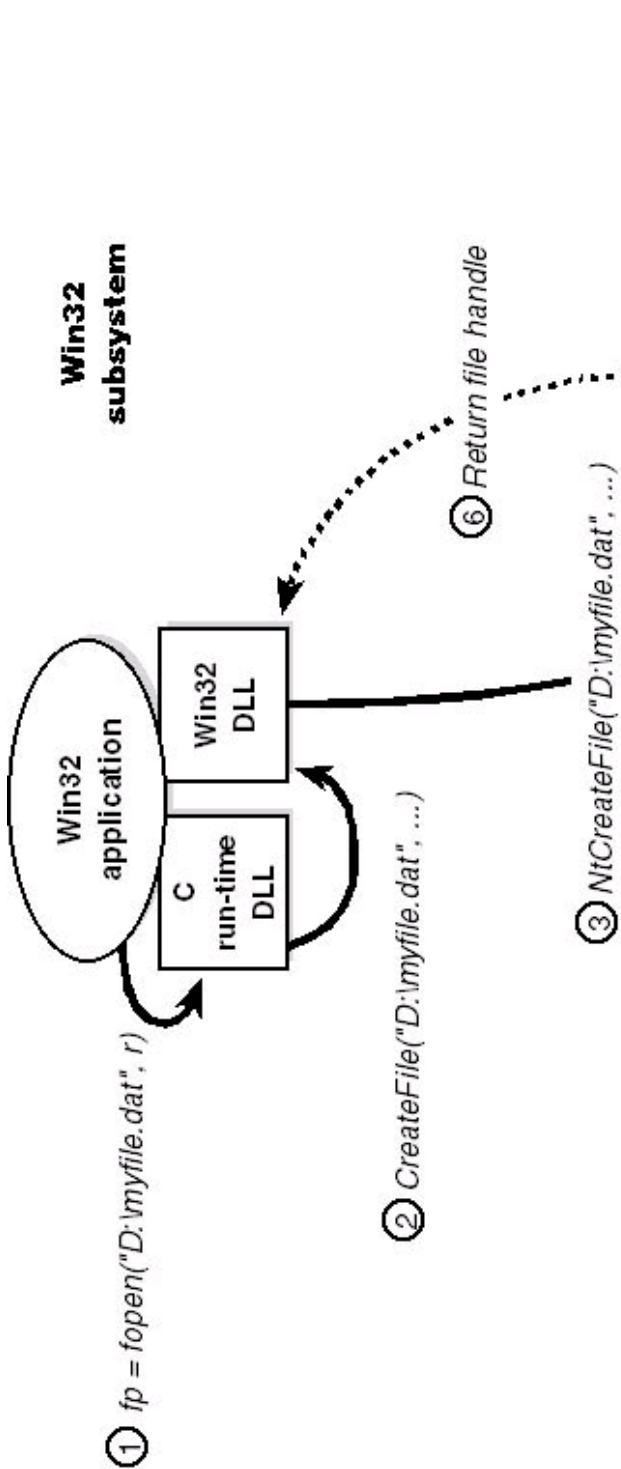 Win32
subsystem
Win32
application
C
run-time
DLL
Win32
DLL
1 fp = fopen("D:\myfile.dat", r)
2 CreateFile("D:\myfile.dat", ...)
6 Return file handle
3 NtCreateFile("D:\myfile.dat", ...)